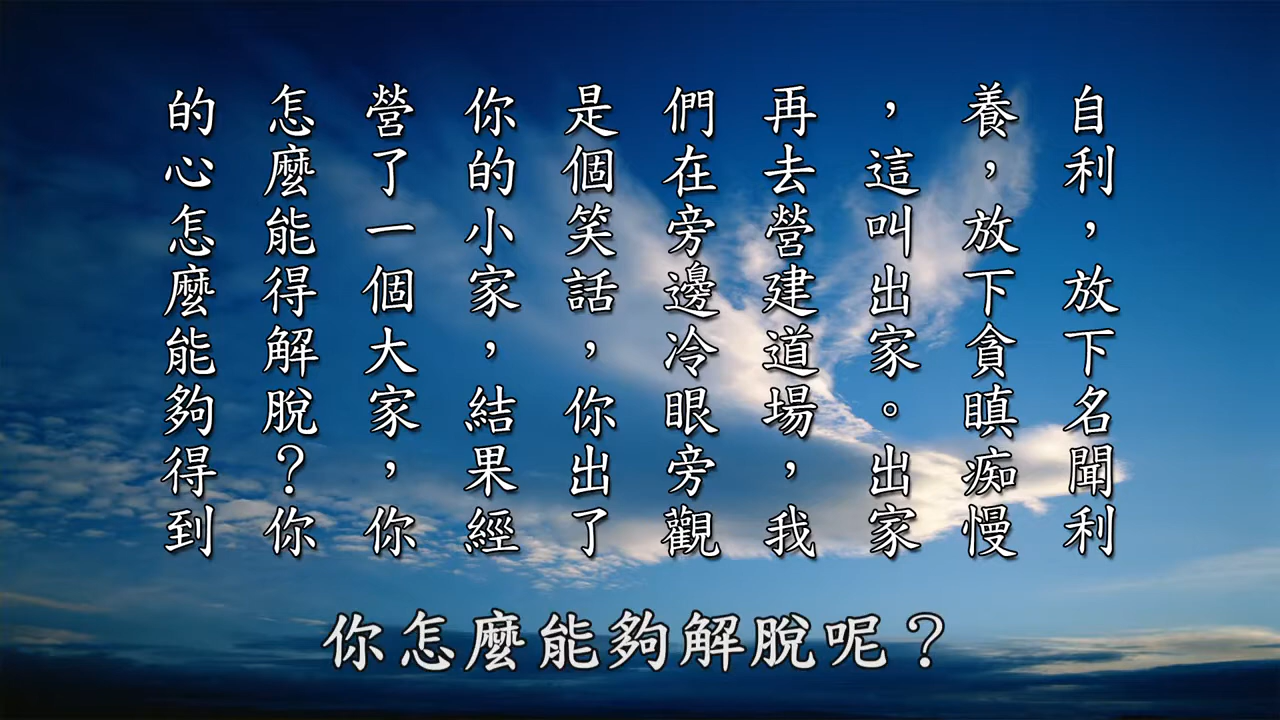 自利，放下名聞利
養，放下貪瞋痴慢
，這叫出家。出家
再去營建道場，我
們在旁邊冷眼旁觀
是個笑話，你出了
你的小家，結果經
營了一個大家，你
怎麼能得解脫？你
的心怎麼能夠得到
你怎麼能夠解脫呢？